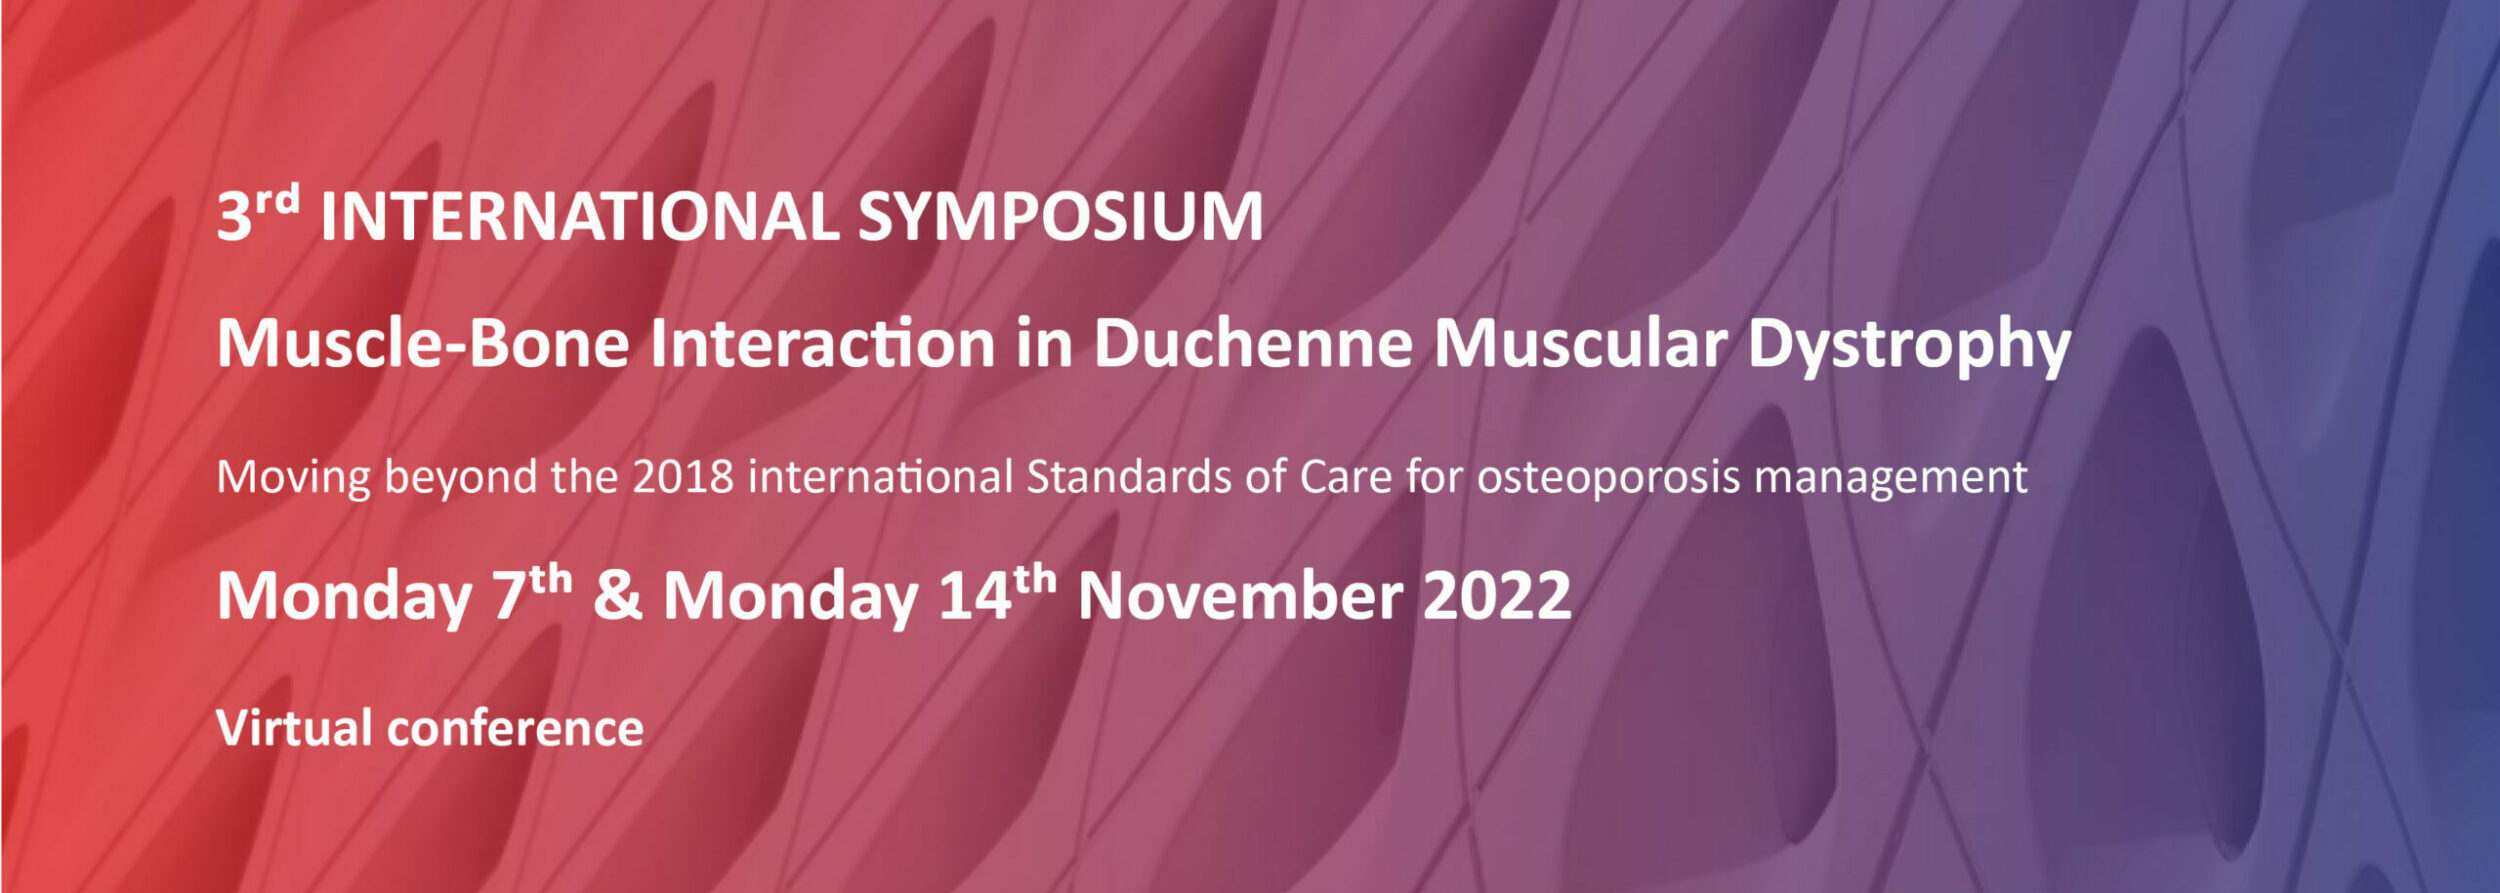 3rd INTERNATIONAL SYMPOSIUM
Muscle-Bone Interaction in Duchenne Muscular Dystrophy
Moving beyond the 2018 international Standards of Care for osteoporosis management
Monday 7th & Monday 14th November 2022
Virtual conference